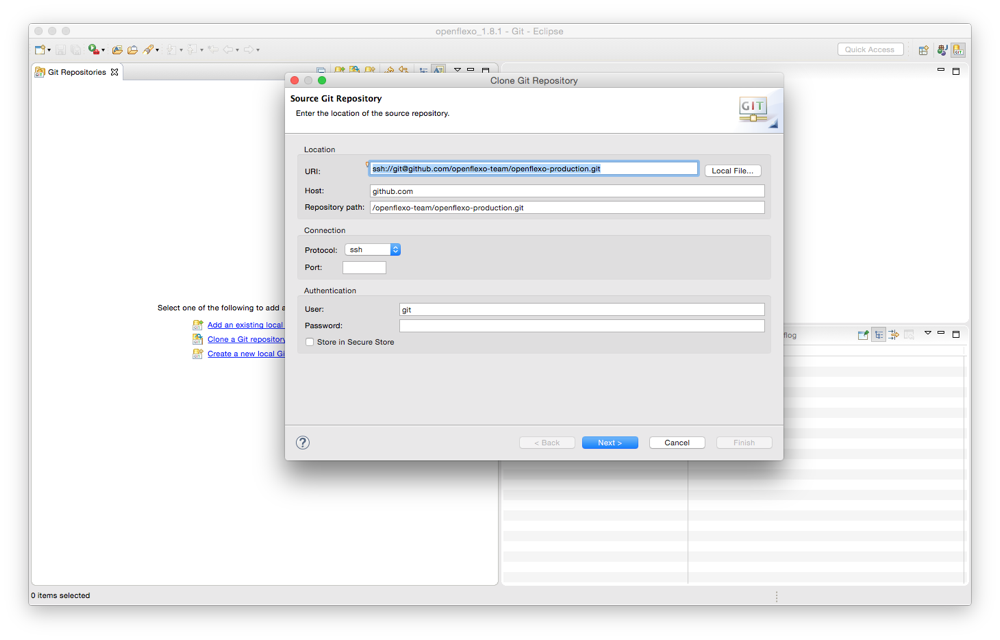 openflexo_1.8.1 - Git - Eclipse
Quick Access
Git Repositories
Clone Git Repository
Source Git Repository
Enter the location of the source repository.
GIT
Location
URI: ssh://git@github.com/openflexo-team/openflexo-production.git Local File...
Host: github.com
Repository path: /openflexo-team/openflexo-production.git
Connection
Protocol: ssh
Port:
Authentication
User: git
Password:
Store in Secure Store
Select one of the following to add a
Add an existing local
Clone a Git repository
Create a new local Gi
flog
? < Back Next > Cancel Finish
0 items selected